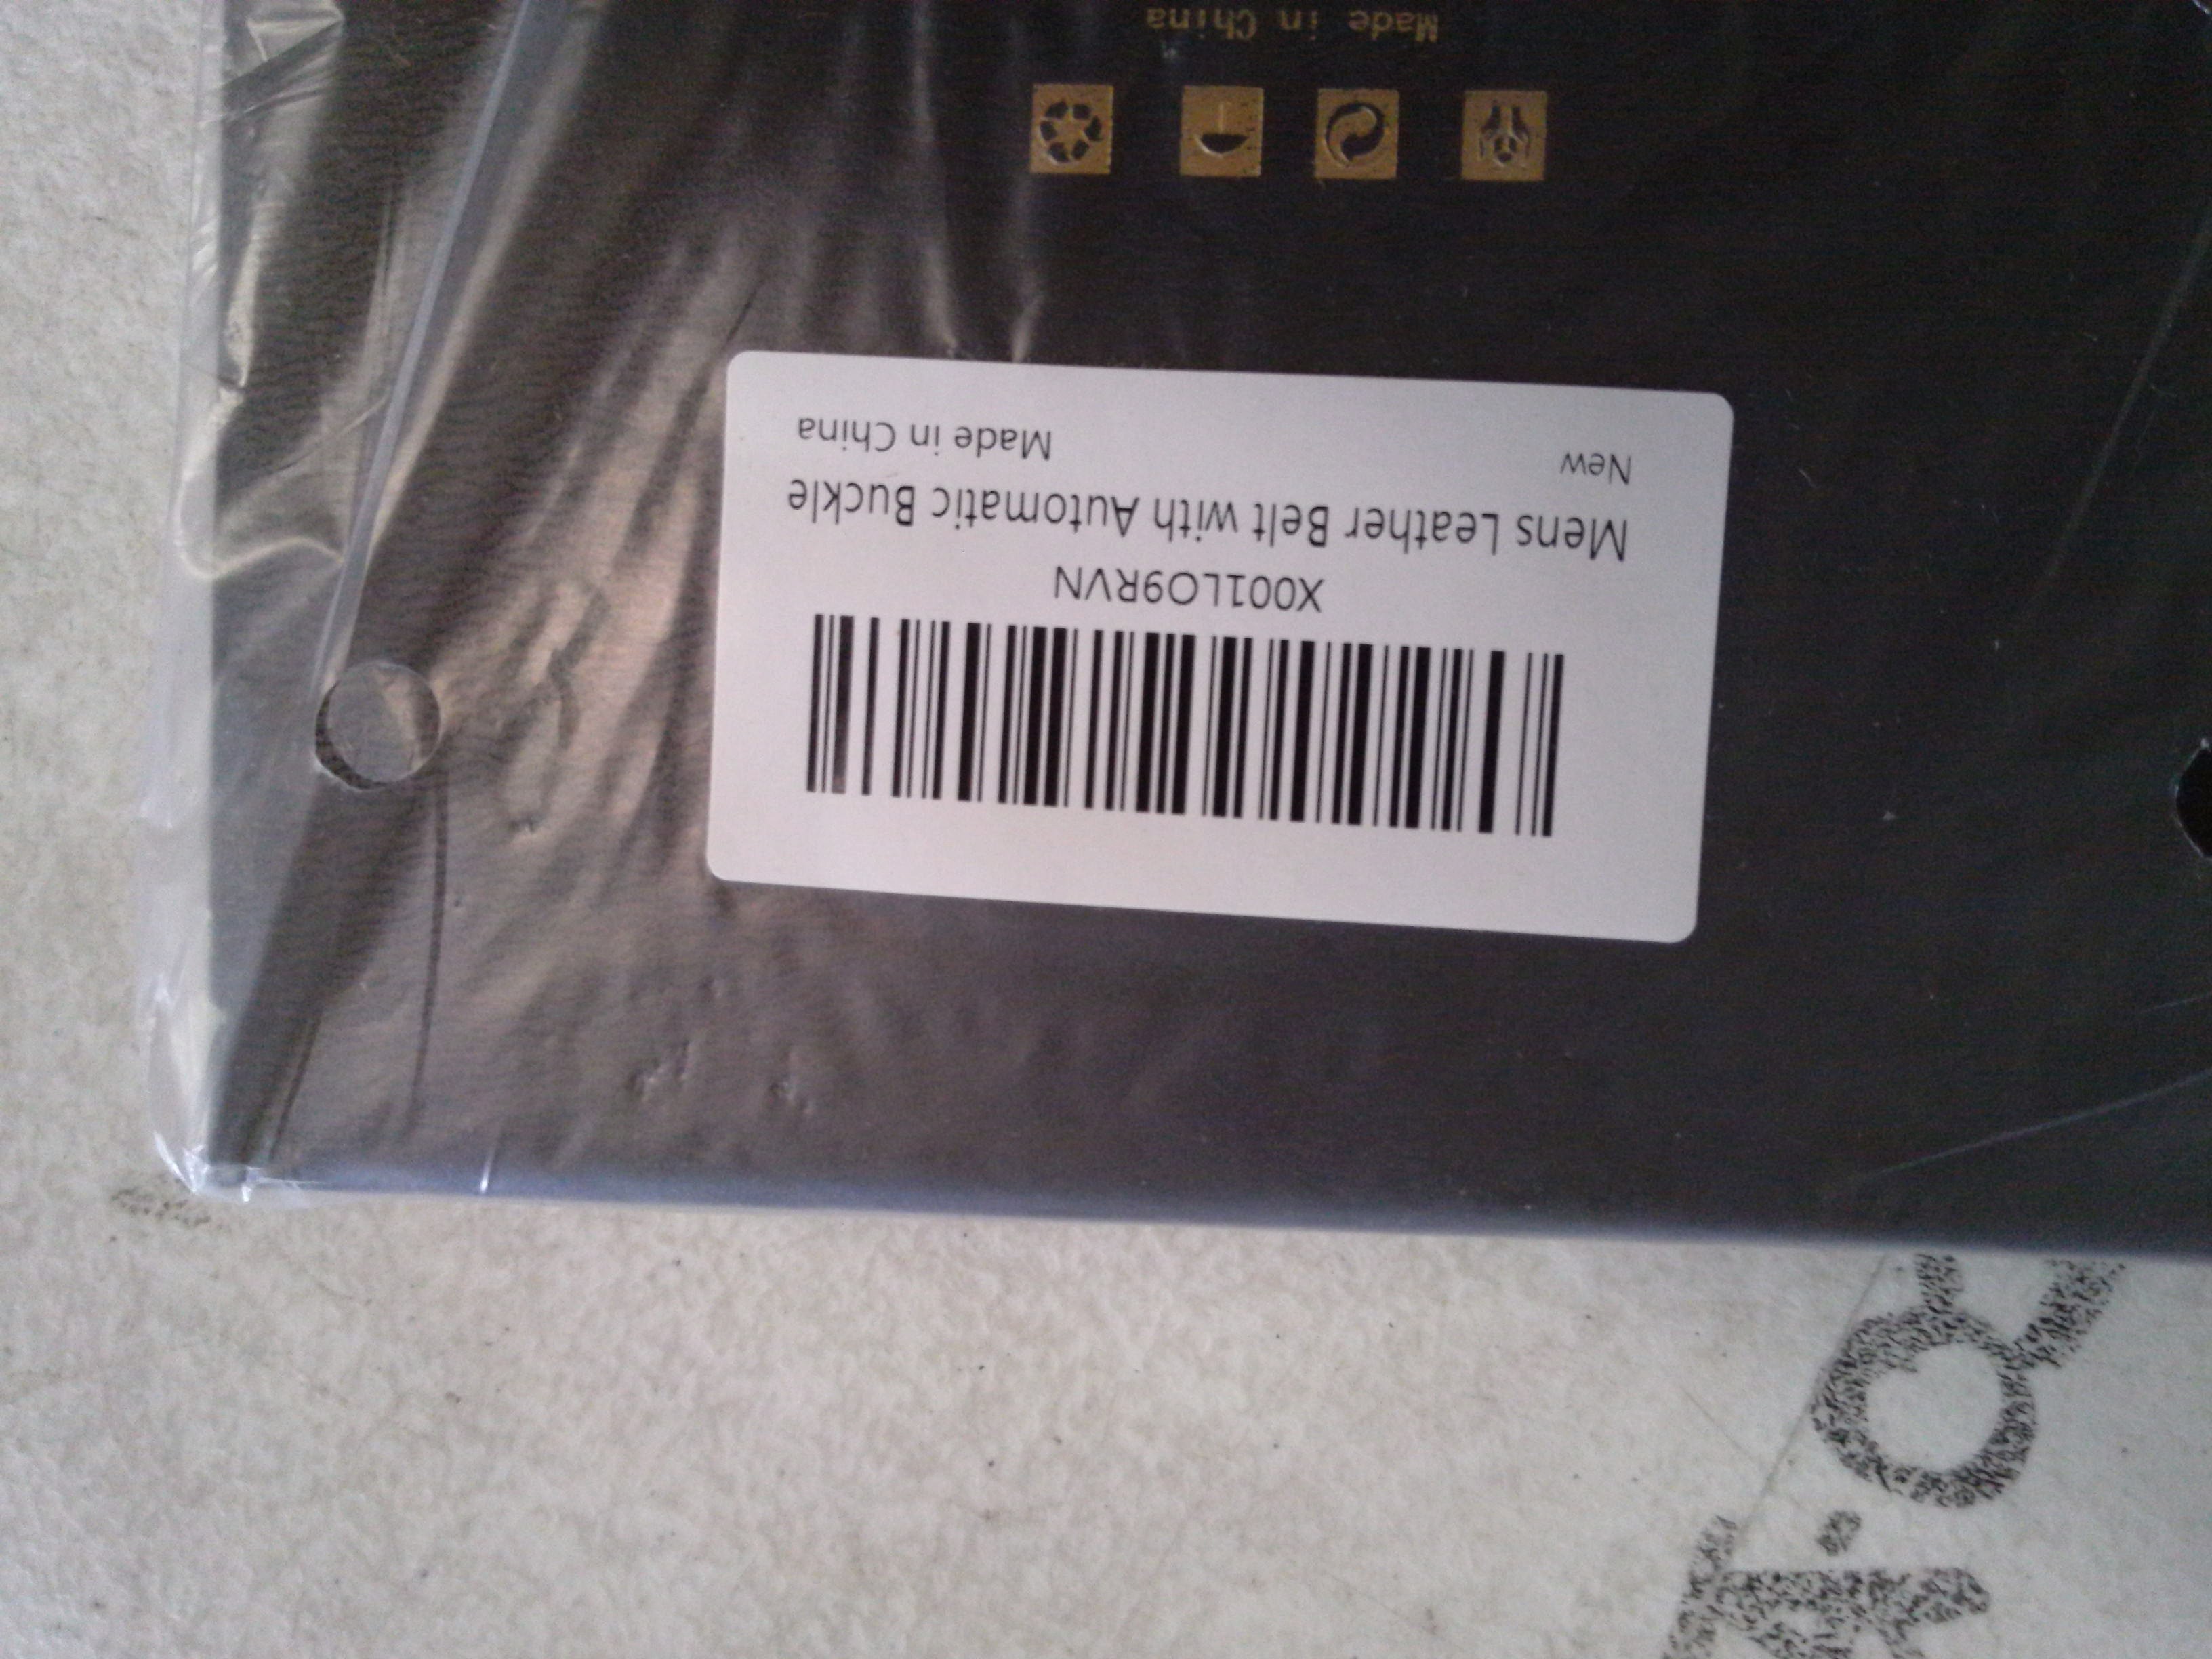 X001LO9RVN
Mens Leather Belt with Automatic Buckle
New Made in China
Made in China